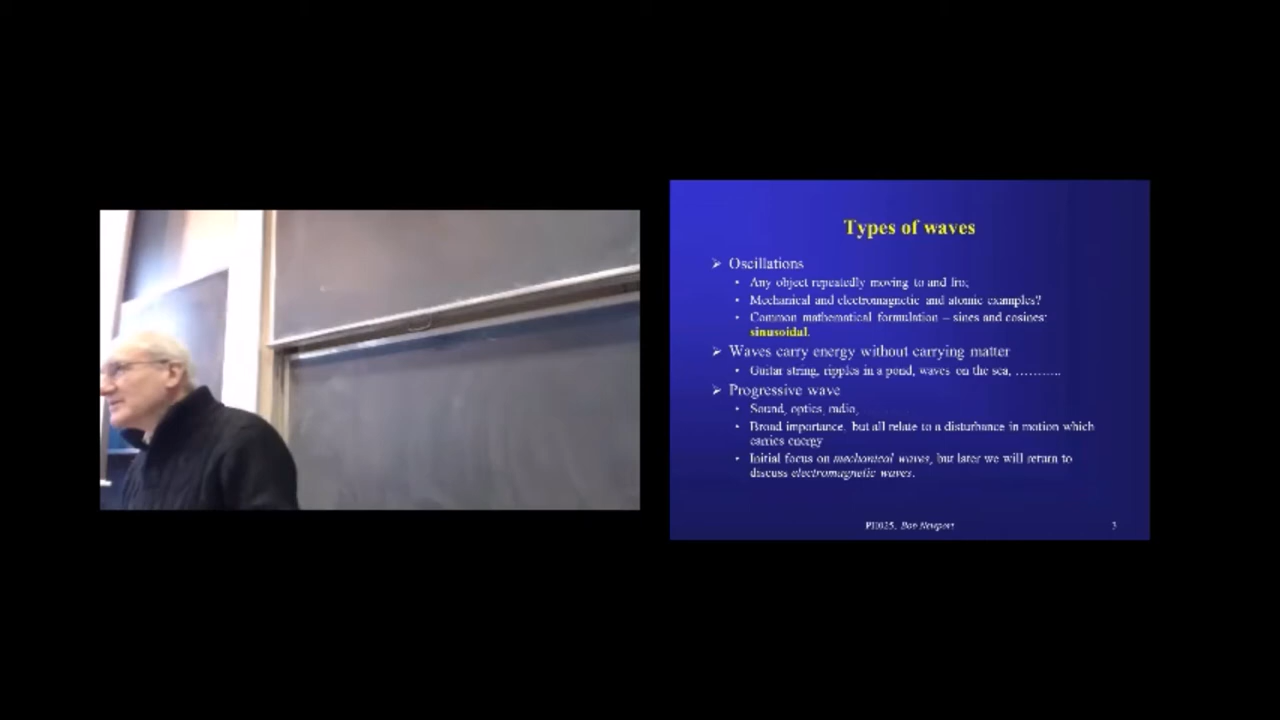 Types of waves
➢ Oscillations
• Any object repeatedly moving to and fro;
• Mechanical and electromagnetic and atomic examples?
• Common mathematical formulation – sines and cosines:
sinusoidal.
➢ Waves carry energy without carrying matter
• Guitar string, ripples in a pond, waves on the sea, ………..
➢ Progressive wave
• Sound, optics, radio,
• Broad importance, but all relate to a disturbance in motion which
carries energy
• Initial focus on mechanical waves, but later we will return to
discuss electromagnetic waves.
PH025, Bob Newport
3